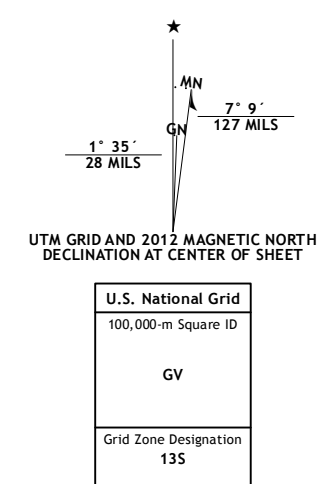 ★
MN
GN
7° 9´
127 MILS
1° 35´
28 MILS
UTM GRID AND 2012 MAGNETIC NORTH
DECLINATION AT CENTER OF SHEET
U.S. National Grid
100,000-m Square ID
GV
Grid Zone Designation
13S